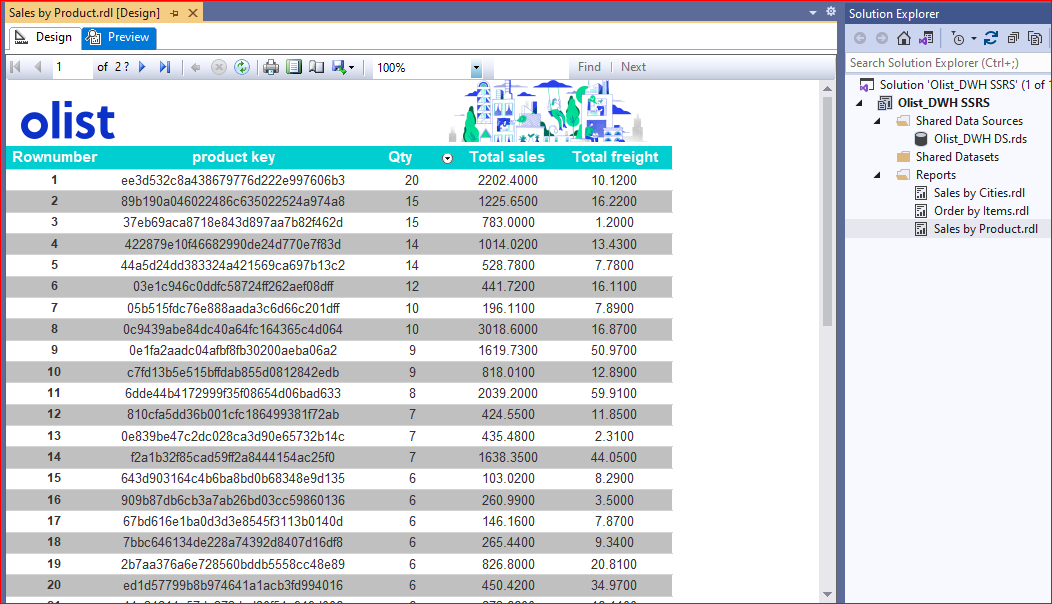 Sales by Product.rdl [Design]
Design Preview
1 of 2 ? 100% Find | Next
olist
Rownumber product key Qty Total sales Total freight
1 ee3d532c8a438679776d222e997606b3 20 2202.4000 10.1200
2 89b190a046022486c635022524a974a8 15 1225.6500 16.2200
3 37eb69aca8718e843d897aa7b82f462d 15 783.0000 1.2000
4 422879e10f46682990de24d770e7f83d 14 1014.0200 13.4300
5 44a5d24dd383324a421569ca697b13c2 14 528.7800 7.7800
6 03e1c946c0ddfc58724ff262aef08dff 12 441.7200 16.1100
7 05b515fdc76e888aada3c6d66c201dff 10 196.1100 7.8900
8 0c9439abe84dc40a64fc164365c4d064 10 3018.6000 16.8700
9 0e1fa2aadc04afbf8fb30200aeba06a2 9 1619.7300 50.9700
10 c7fd13b5e515bffdab855d0812842edb 9 818.0100 12.8900
11 6dde44b4172999f35f08654d06bad633 8 2039.2000 59.9100
12 810cfa5dd36b001cfc186499381f72ab 7 424.5500 11.8500
13 0e839be47c2dc028ca3d90e65732b14c 7 435.4800 2.3100
14 f2a1b32f85cad59ff2a8444154ac25f0 7 1638.3500 44.0500
15 643d903164c4b6ba8bd0b68348e9d135 6 103.0200 8.2900
16 909b87db6cb3a7ab26bd03cc59860136 6 260.9900 3.5000
17 67bd616e1ba0d3d3e8545f3113b0140d 6 146.1600 7.8700
18 7bbc646134de228a74392d8407d16df8 6 265.4400 9.3400
19 2b7aa376a6e728560bddb5558cc48e89 6 826.8000 20.8100
20 ed1d57799b8b974641a1acb3fd994016 6 450.4200 34.9700
Solution Explorer
Search Solution Explorer (Ctrl+;)
Solution 'Olist_DWH SSRS' (1 of 1
Olist_DWH SSRS
Shared Data Sources
Olist_DWH DS.rds
Shared Datasets
Reports
Sales by Cities.rdl
Order by Items.rdl
Sales by Product.rdl